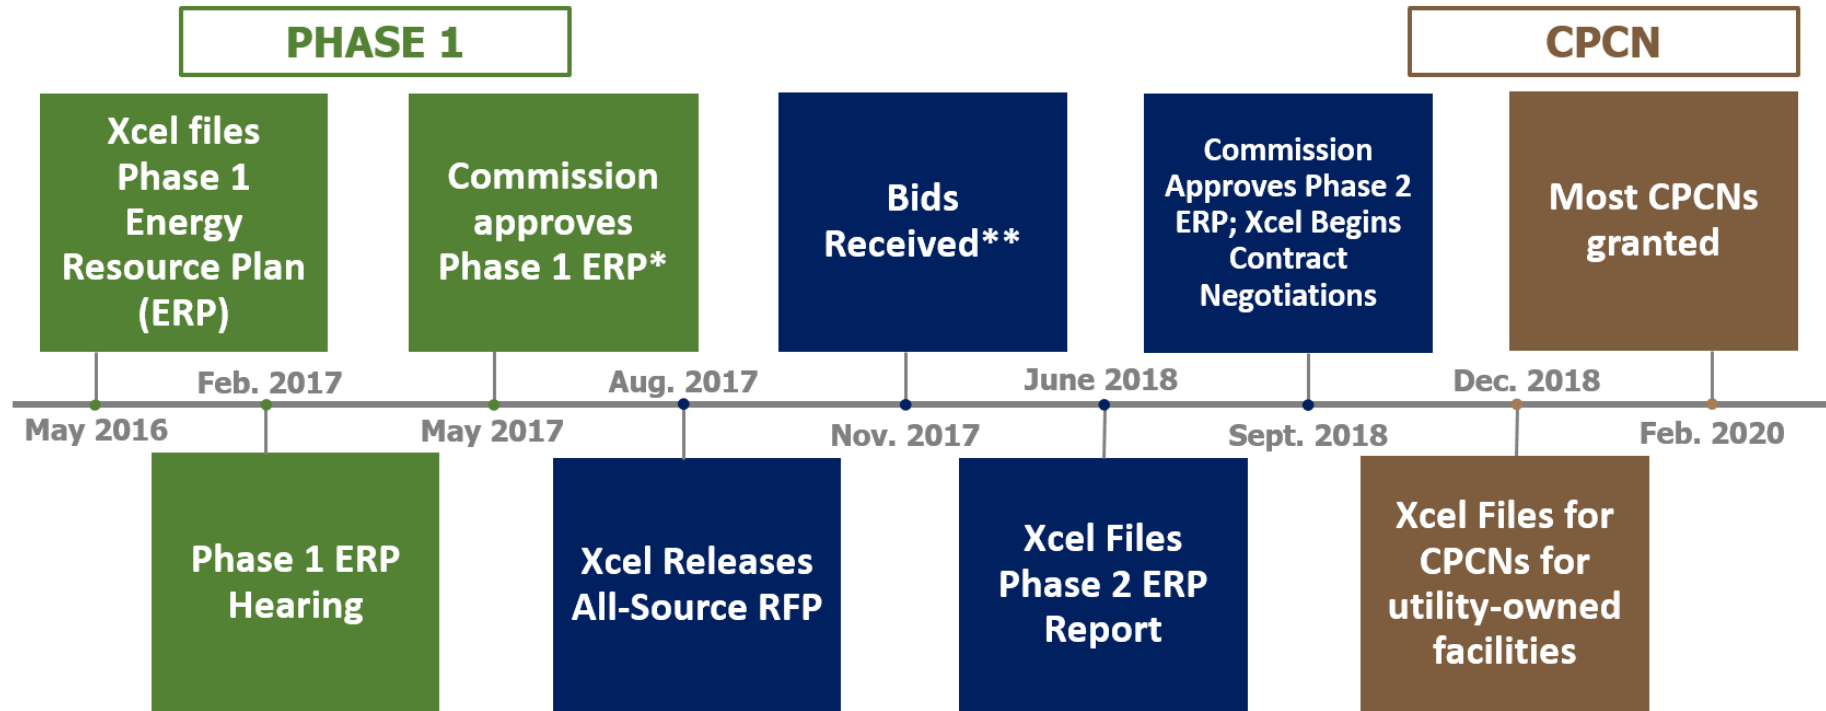 PHASE 1
CPCN
Xcel files
Phase 1
Energy
Resource Plan
(ERP)
Commission
approves
Phase 1 ERP*
Bids
Received**
Commission
Approves Phase 2
ERP; Xcel Begins
Contract
Negotiations
Most CPCNs
granted
Feb. 2017
Aug. 2017
June 2018
Dec. 2018
May 2016
May 2017
Nov. 2017
Sept. 2018
Feb. 2020
Phase 1 ERP
Hearing
Xcel Releases
All-Source RFP
Xcel Files
Phase 2 ERP
Report
Xcel Files for
CPCNs for
utility-owned
facilities